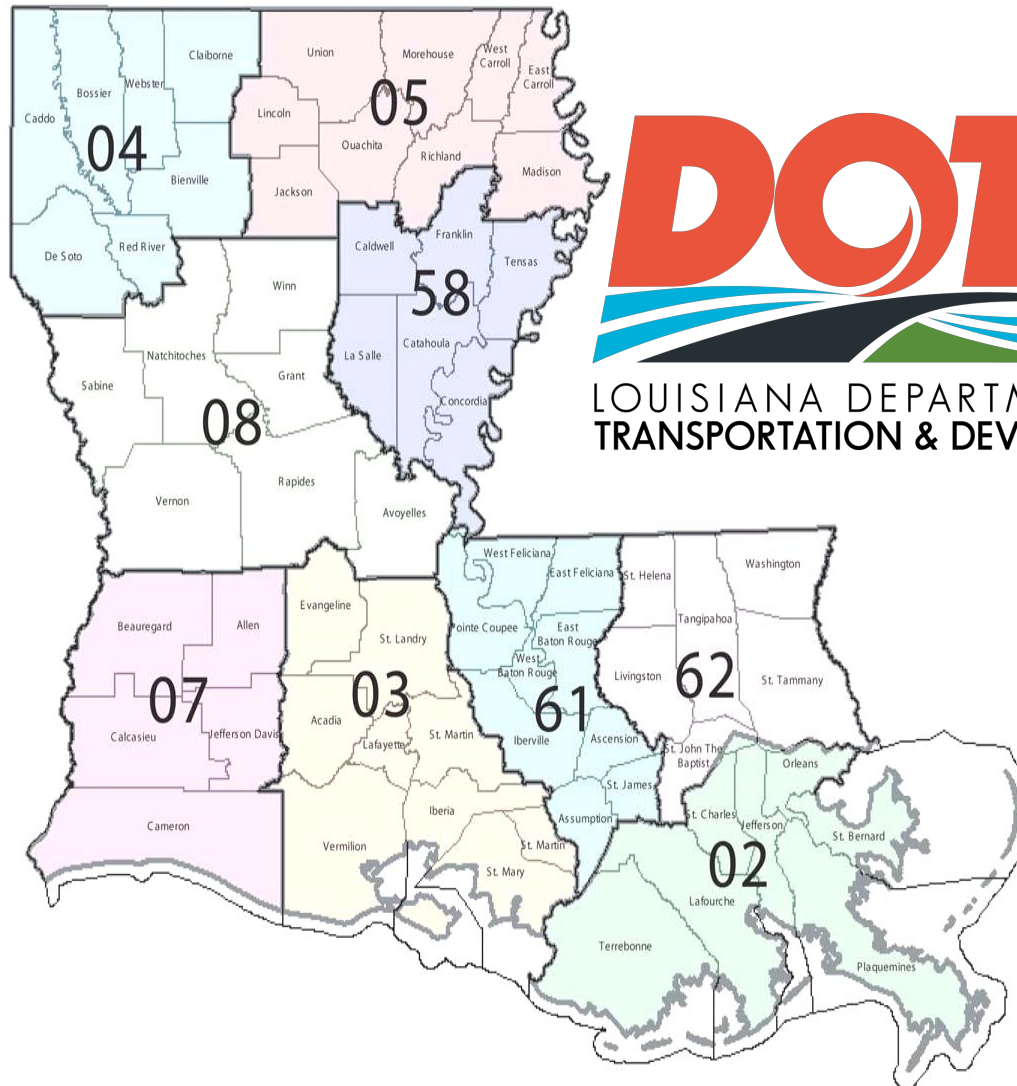 Union
Morehouse
West
Carroll
East
Carroll
Claiborne
Webster
Bossier
Caddo
04
Bienville
Lincoln
05
Ouachita
Richland
Madison
Jackson
De Soto
Red River
Caldwell
Franklin
Tensas
58
Winn
Natchitoches
Grant
La Salle
Catahoula
Concordia
Sabine
08
Vernon
Rapides
Avoyelles
DOT
LOUISIANA DEPARTM
TRANSPORTATION & DEV
West Feliciana
East Feliciana
St. Helena
Washington
Evangeline
Beauregard
Allen
St. Landry
Pointe Coupee
East
Baton Rouge
West
Baton Rouge
Tangipahoa
Livingston
62
St. Tammany
07
03
61
Calcasieu
Jefferson Davis
Acadia
Lafayette
St. Martin
Iberville
Ascension
St. John The
Baptist
Orleans
St. James
Assumption
Cameron
Vermilion
Iberia
St. Martin
St. Mary
St. Charles
Jefferson
St. Bernard
02
Lafourche
Terrebonne
Plaquemines